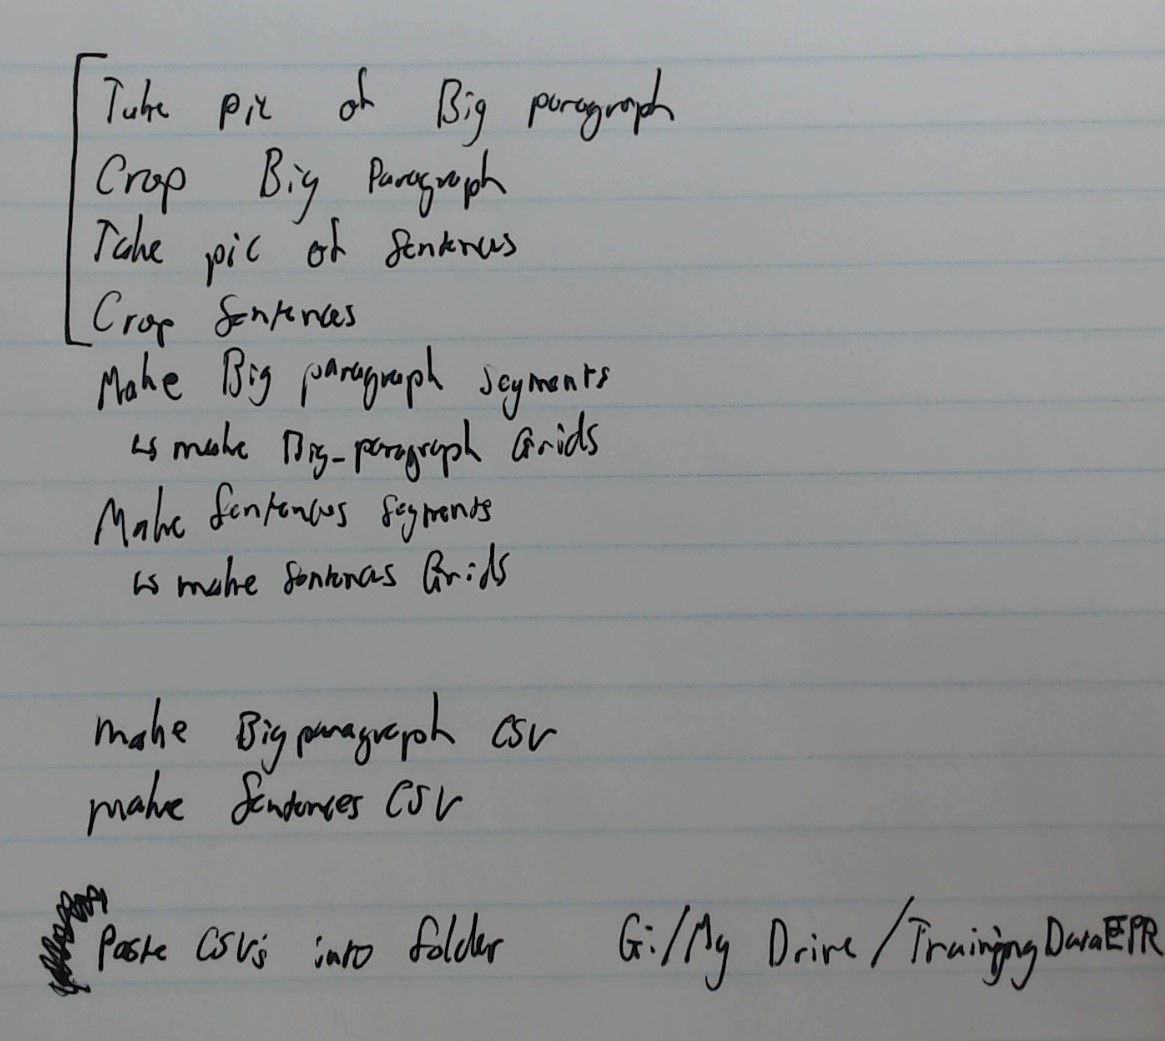 Take pic of Big paragraph
Crop Big Paragraph
Take pic of Sentences
Crop Sentences
Make Big paragraph segments
↳ make Big_paragraph Grids
Make Sentences segments
↳ make sentences Grids
make Big paragraph CSV
make Sentences CSV
Paste CSVs into folder G:/My Drive/TrainingDataEPR